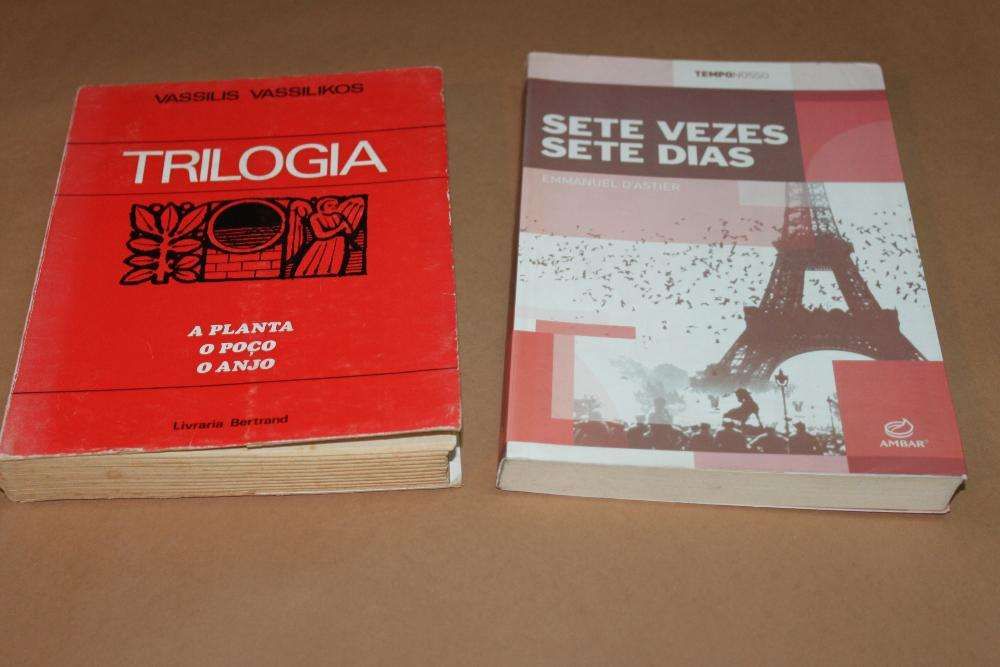 VASSILIS VASSILIKOS
TRILOGIA
A PLANTA
O POÇO
O ANJO
Livraria Bertrand
TEMPONOSSO
SETE VEZES
SETE DIAS
EMMANUEL D'ASTIER
AMBAR®